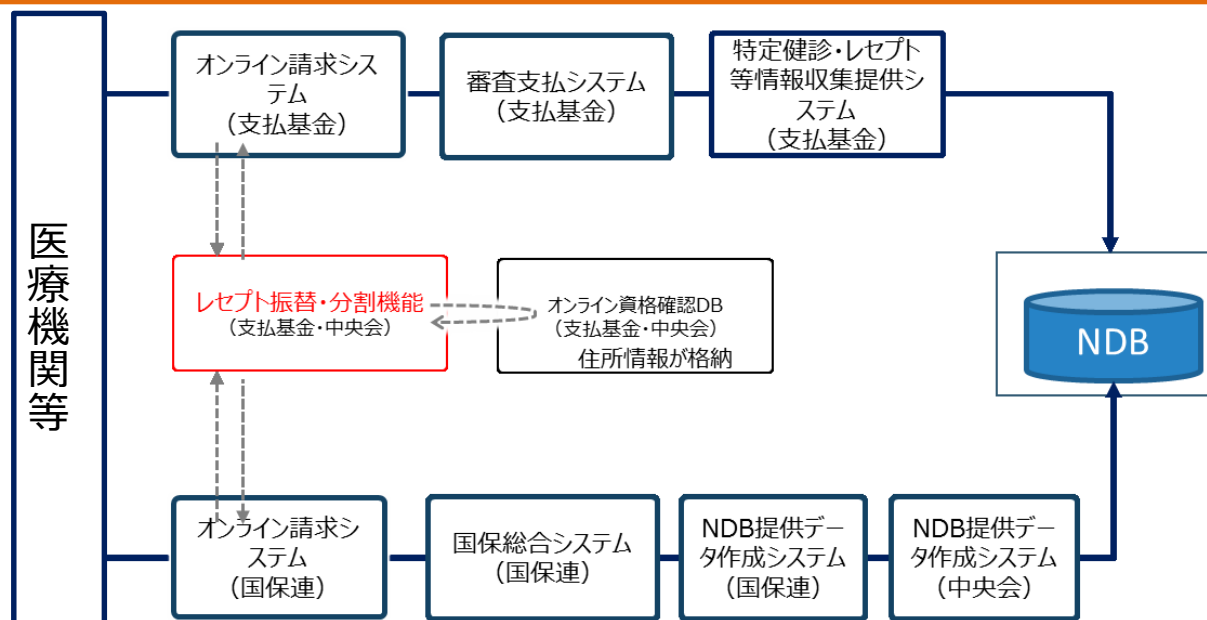 医療機関等
オンライン請求シス
テム
（支払基金）
審査支払システム
（支払基金）
特定健診・レセプト
等情報収集提供シ
ステム
（支払基金）
レセプト振替・分割機能
（支払基金・中央会）
オンライン資格確認DB
（支払基金・中央会）
住所情報が格納
NDB
オンライン請求シ
ステム
（国保連）
国保総合システム
（国保連）
NDB提供デー
タ作成システム
（国保連）
NDB提供デー
タ作成システム
（中央会）